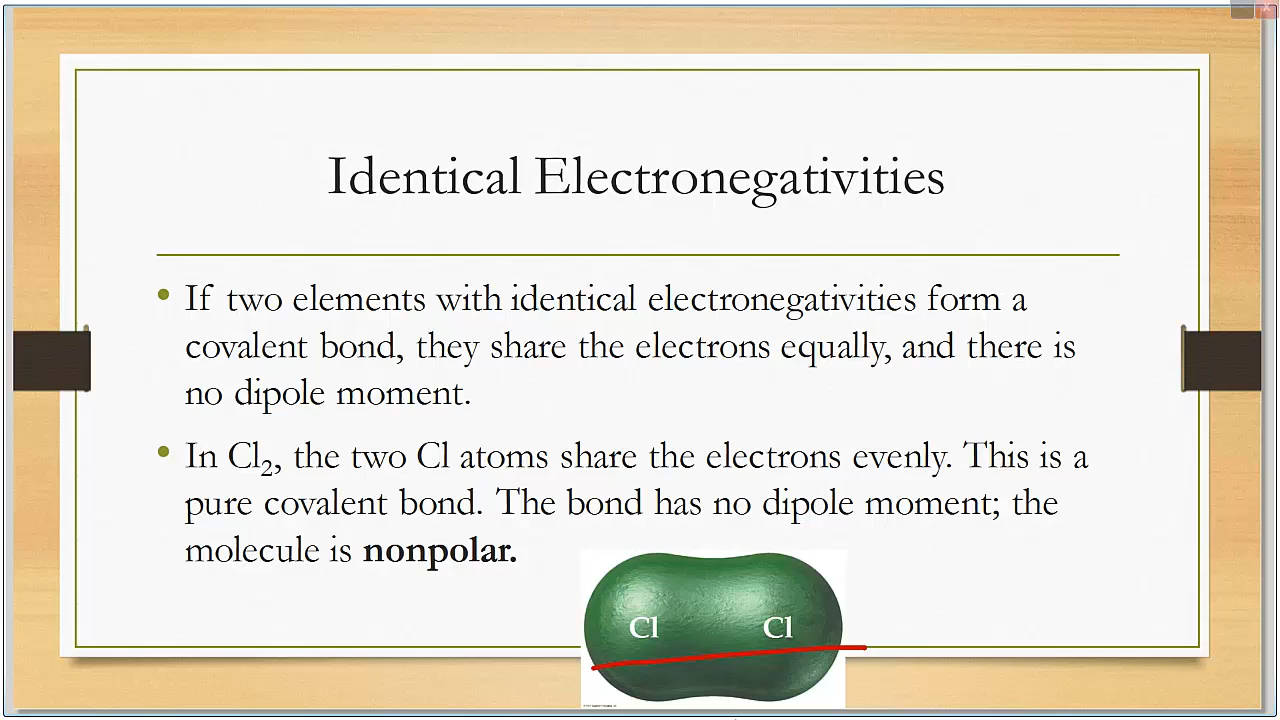 Identical Electronegativities
• If two elements with identical electronegativities form a
covalent bond, they share the electrons equally, and there is
no dipole moment.
• In Cl₂, the two Cl atoms share the electrons evenly. This is a
pure covalent bond. The bond has no dipole moment; the
molecule is nonpolar.
Cl Cl